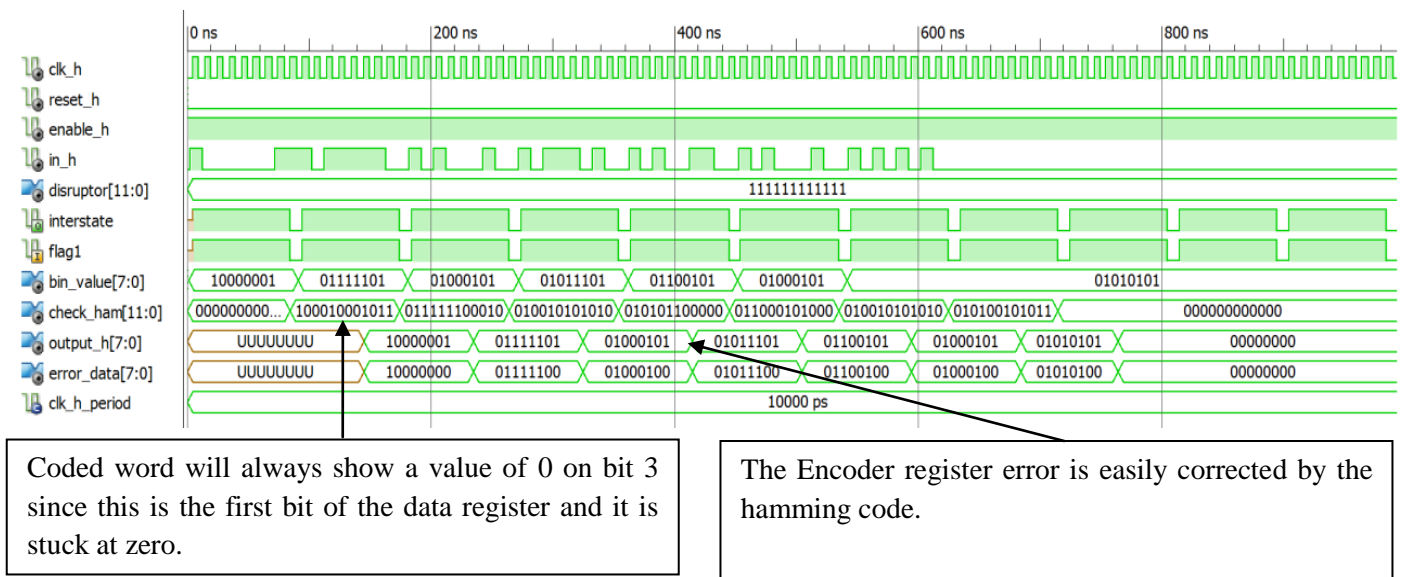 0 ns 200 ns 400 ns 600 ns 800 ns
clk_h
reset_h
enable_h
in_h
disruptor[11:0] 111111111111
interstate
flag1
bin_value[7:0] 10000001 01111101 01000101 01011101 01100101 01000101 01010101
check_ham[11:0] 000000000... 100010001011 011111100010 010010101010 010101100000 011000101000 010010101010 010100101011 000000000000
output_h[7:0] UUUUUUUU 10000001 01111101 01000101 01011101 01100101 01000101 01010101 00000000
error_data[7:0] UUUUUUUU 10000000 01111100 01000100 01011100 01100100 01000100 01010100 00000000
clk_h_period 10000 ps
Coded word will always show a value of 0 on bit 3
since this is the first bit of the data register and it is
stuck at zero.
The Encoder register error is easily corrected by the
hamming code.